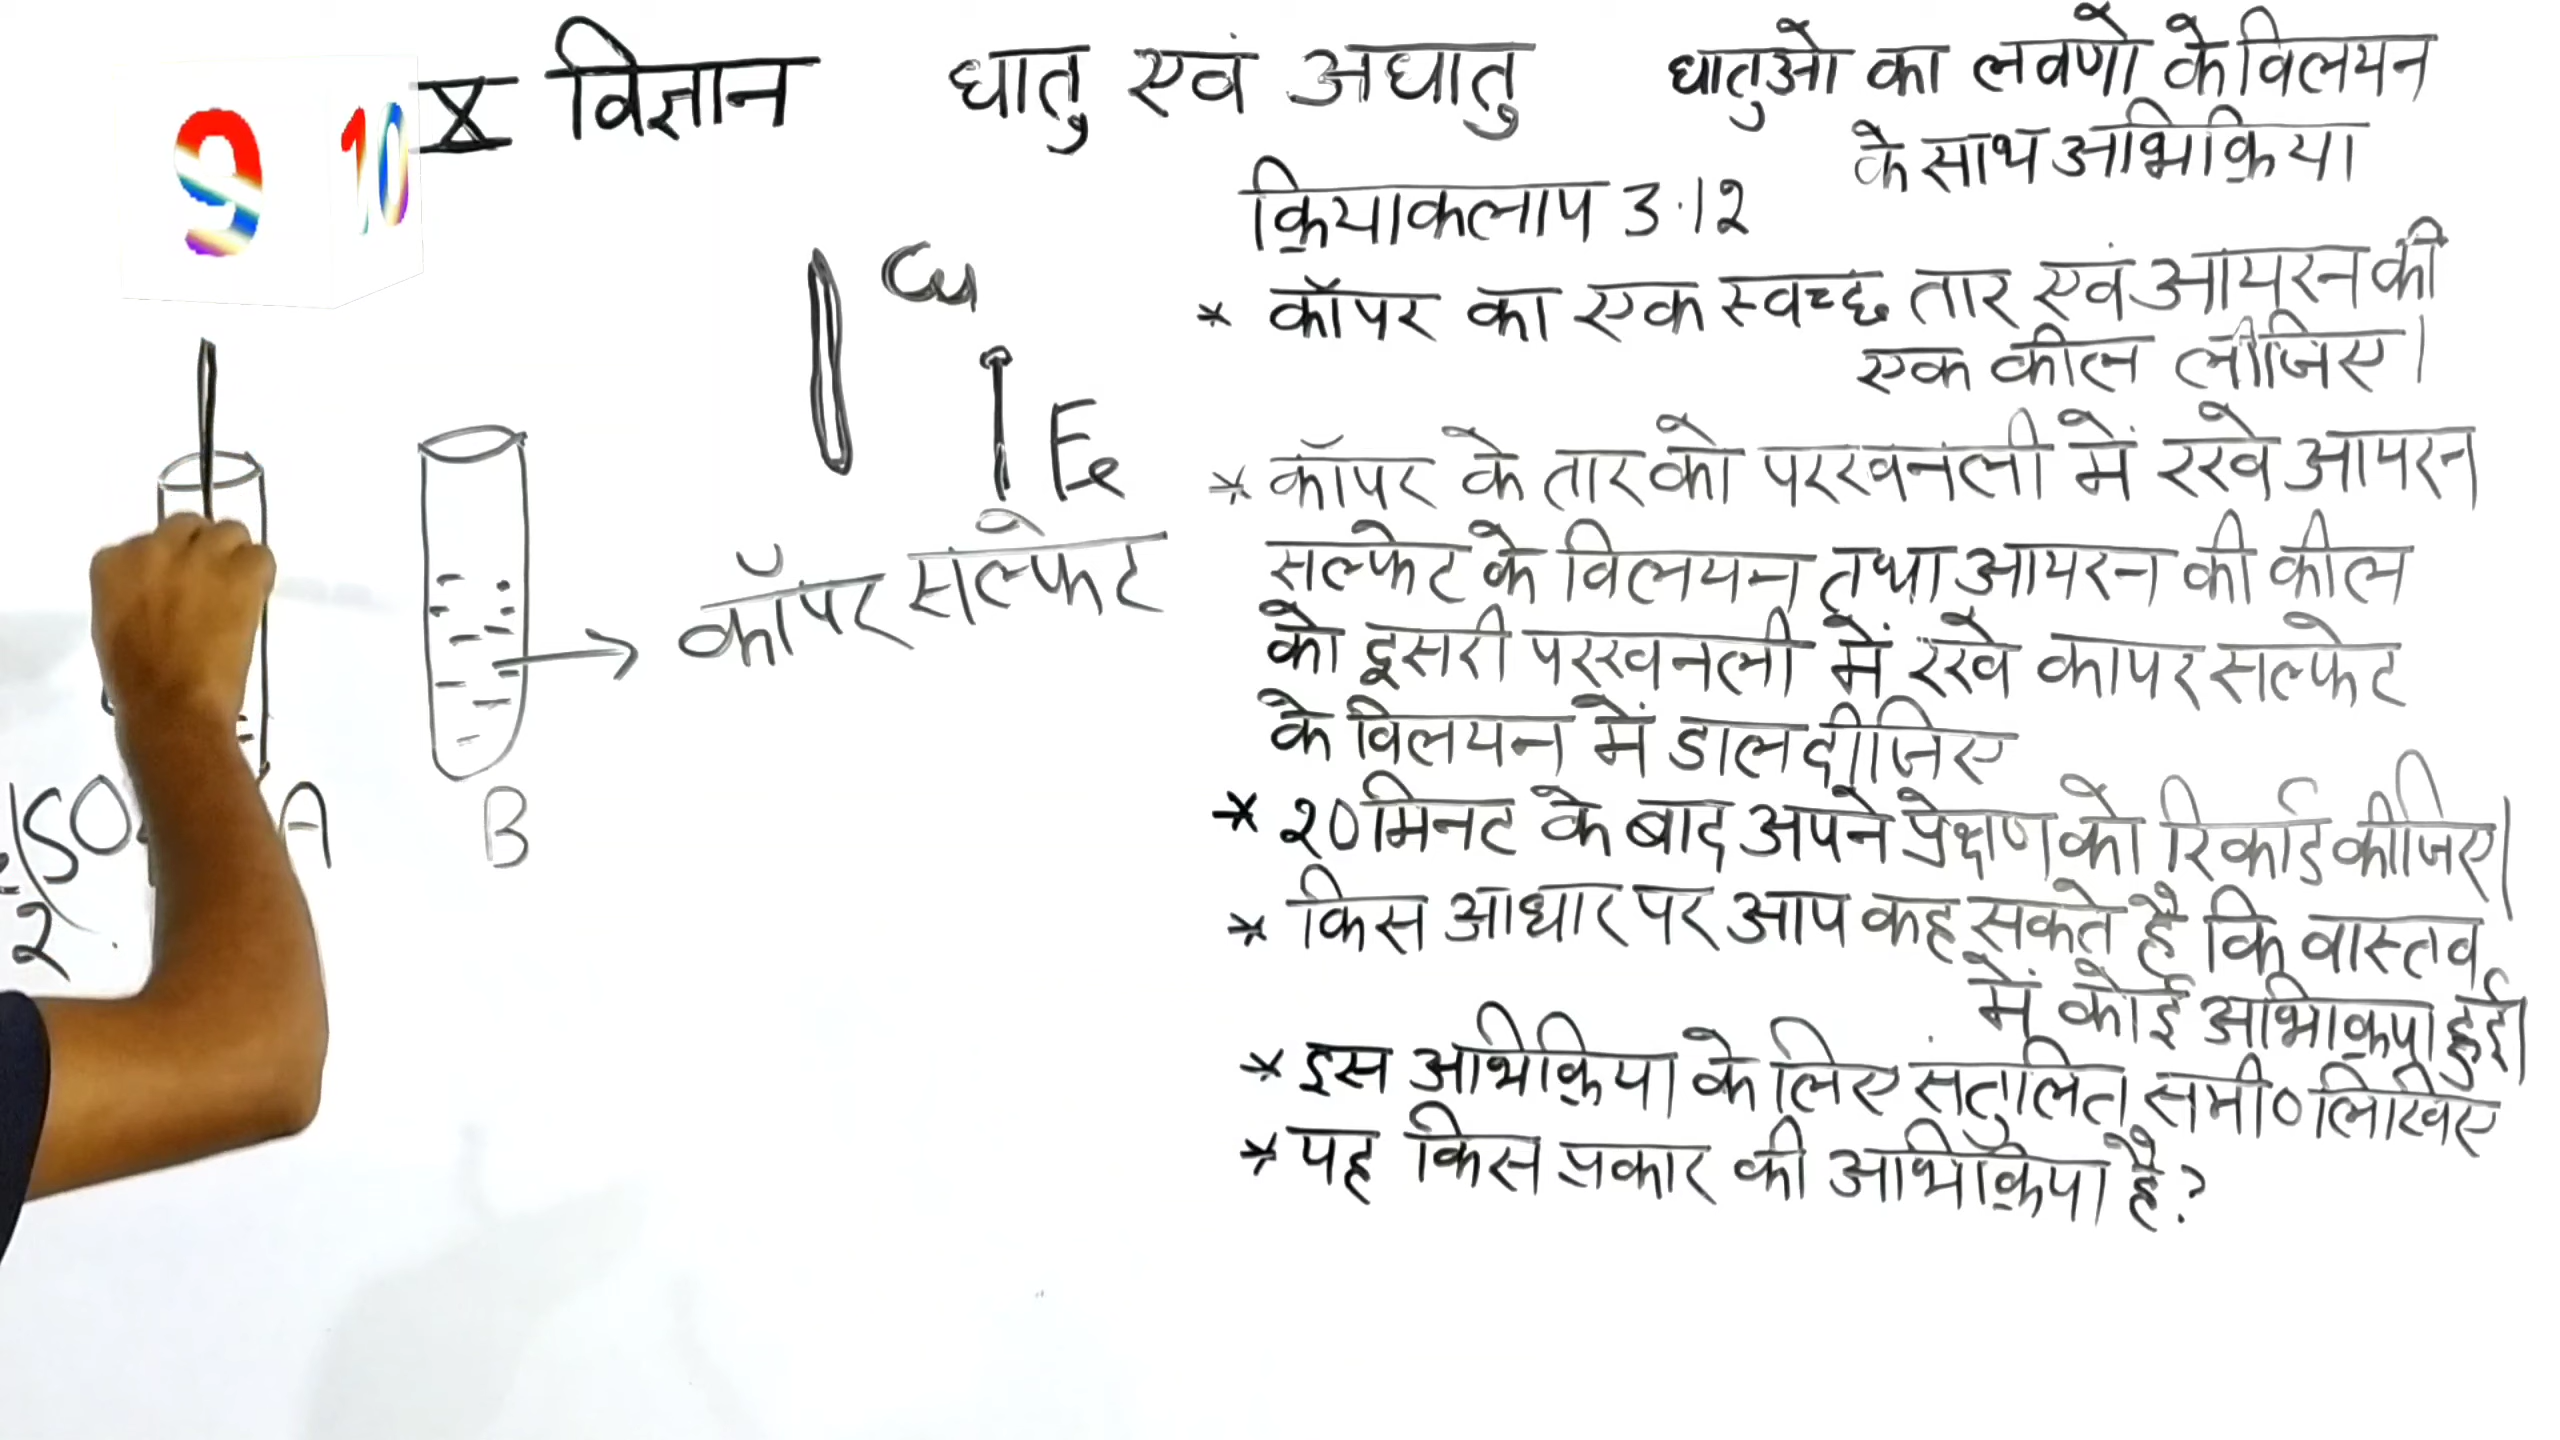 9 10
X विज्ञान धातु एवं अधातु धातुओ का लवणो के विलयन
के साथ अभिक्रिया
क्रियाकलाप 3.12
* कॉपर का एक स्वच्छ तार एवं आयरन की
एक कील लीजिए।
* कॉपर के तार को परखनली में रखे आयरन
सल्फेट के विलयन तथा आयरन की कील
को दूसरी परखनली में रखे कापर सल्फेट
के विलयन में डाल दीजिए
* 20 मिनट के बाद अपने प्रेक्षण को रिकॉर्ड कीजिए।
* किस आधार पर आप कह सकते है कि वास्तव
में कोई अभिक्रिया हुई।
* इस अभिक्रिया के लिए संतुलित समी० लिखिए
* यह किस प्रकार की अभिक्रिया है?
Cu
Fe
कॉपर सल्फेट
A
B
(SO
2